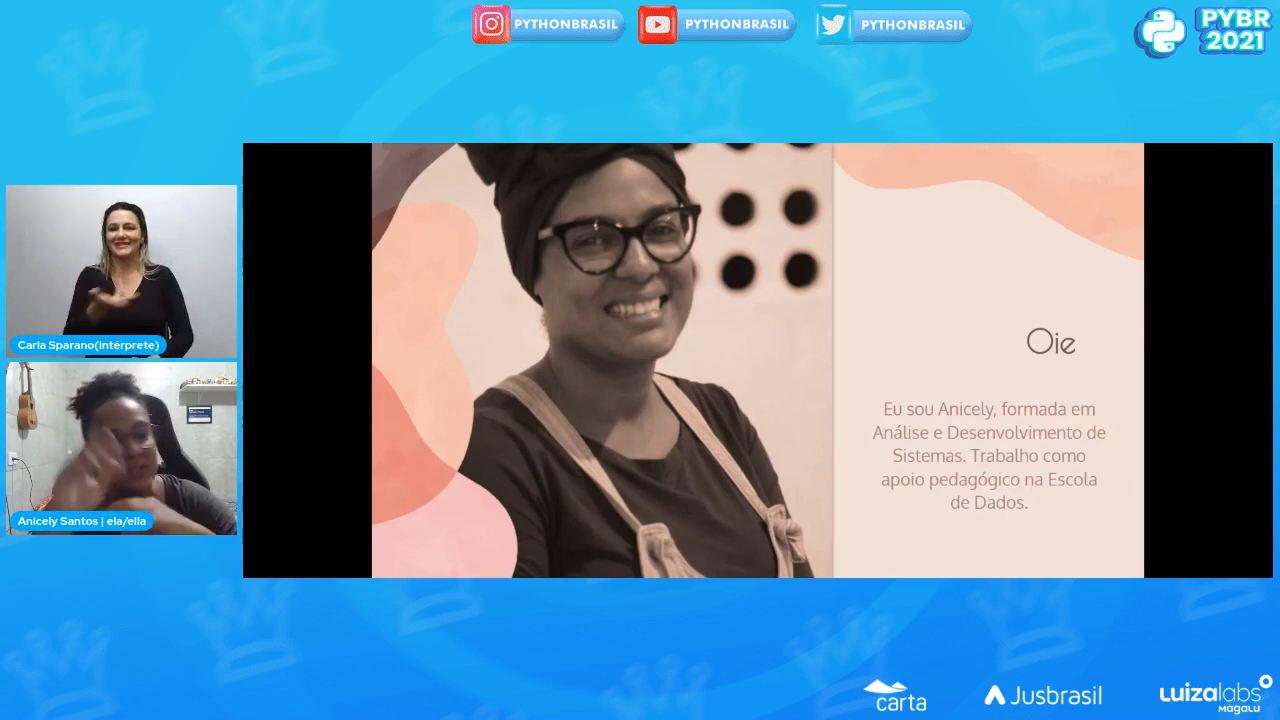 PYTHONBRASIL
PYTHONBRASIL
PYTHONBRASIL
PYBR
2021
Carla Sparano(intérprete)
Anicely Santos | ela/ella
Oie
Eu sou Anicely, formada em
Análise e Desenvolvimento de
Sistemas. Trabalho como
apoio pedagógico na Escola
de Dados.
carta
Jusbrasil
Luizalabs
MAGALU